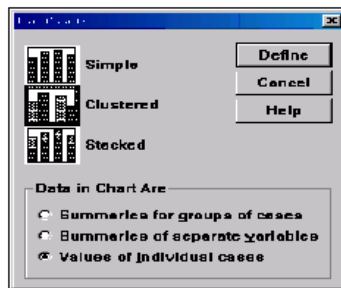 Simple
Clustered
Stacked
Define
Cancel
Help
Data in Chart Are
Summaries for groups of cases
Summaries of separate variables
Values of individual cases